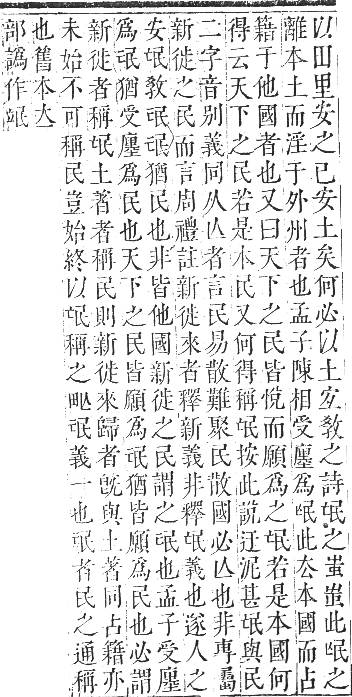 以田里安之已安土矣何必以土宐敎之詩氓之蚩蚩此氓之
離本土而淫于外州者也孟子陳相受廛爲氓此去本國而占
籍于他國者也又曰天下之民皆悅而願爲之氓若是本國何
得云天下之民若是本民又何得稱氓按此說迂泥甚氓與民
二字音别義同从亾者言民易散難聚民散國必亾也非專屬
新徙之民而言周禮註新徙來者釋新義非釋氓義也遂人之
安氓敎氓氓猶民也非皆他國新徙之民謂之氓也孟子受廛
爲氓猶受廛爲民也天下之民皆願爲氓猶皆願爲民也必謂
新徙者稱氓土著者稱民則新徙來歸者旣與土著同占籍亦
未始不可稱民豈始終以氓稱之甿氓義一也氓者民之通稱
也舊本亾
部譌作氓